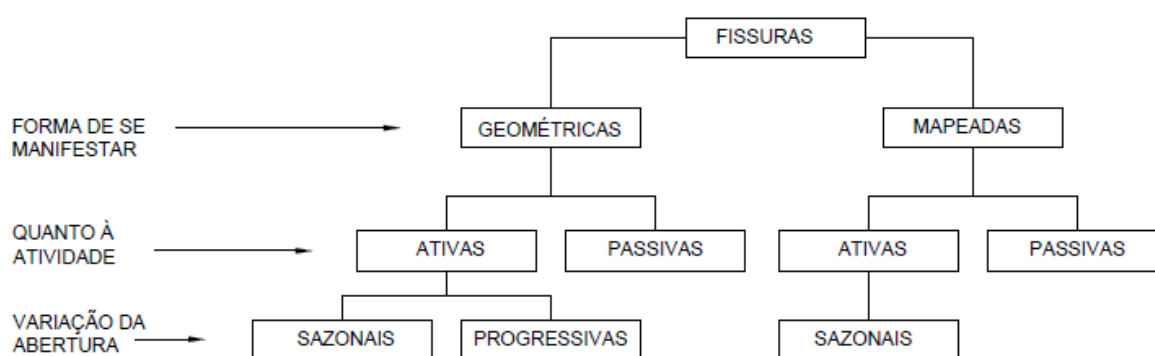 FISSURAS
FORMA DE SE
MANIFESTAR
GEOMÉTRICAS
MAPEADAS
QUANTO À
ATIVIDADE
ATIVAS
PASSIVAS
ATIVAS
PASSIVAS
VARIAÇÃO DA
ABERTURA
SAZONAIS
PROGRESSIVAS
SAZONAIS